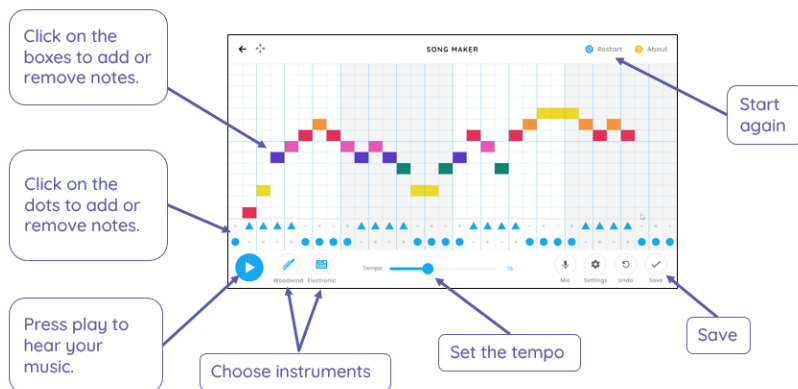 Click on the
boxes to add or
remove notes.
Click on the
dots to add or
remove notes.
Press play to
hear your
music.
SONG MAKER
Restart
About
Start
again
Woodwind
Electronic
Tempo
76
Mic
Settings
Undo
Save
Choose instruments
Set the tempo
Save